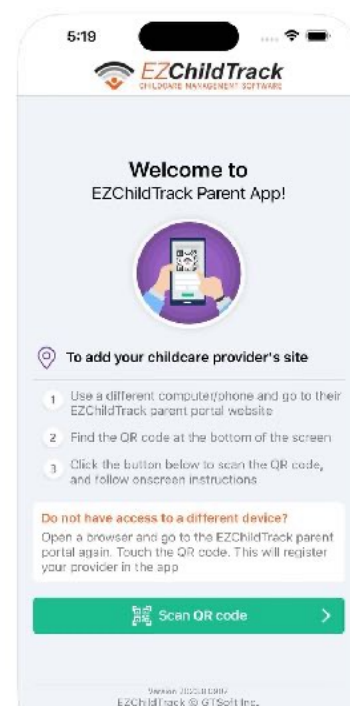 5:19
EZChildTrack
CHILDCARE MANAGEMENT SOFTWARE
Welcome to
EZChildTrack Parent App!
To add your childcare provider's site
1 Use a different computer/phone and go to their
EZChildTrack parent portal website
2 Find the QR code at the bottom of the screen
3 Click the button below to scan the QR code,
and follow onscreen instructions
Do not have access to a different device?
Open a browser and go to the EZChildTrack parent
portal again. Touch the QR code. This will register
your provider in the app
Scan QR code
Version
EZChildTrack © GTSoft Inc.